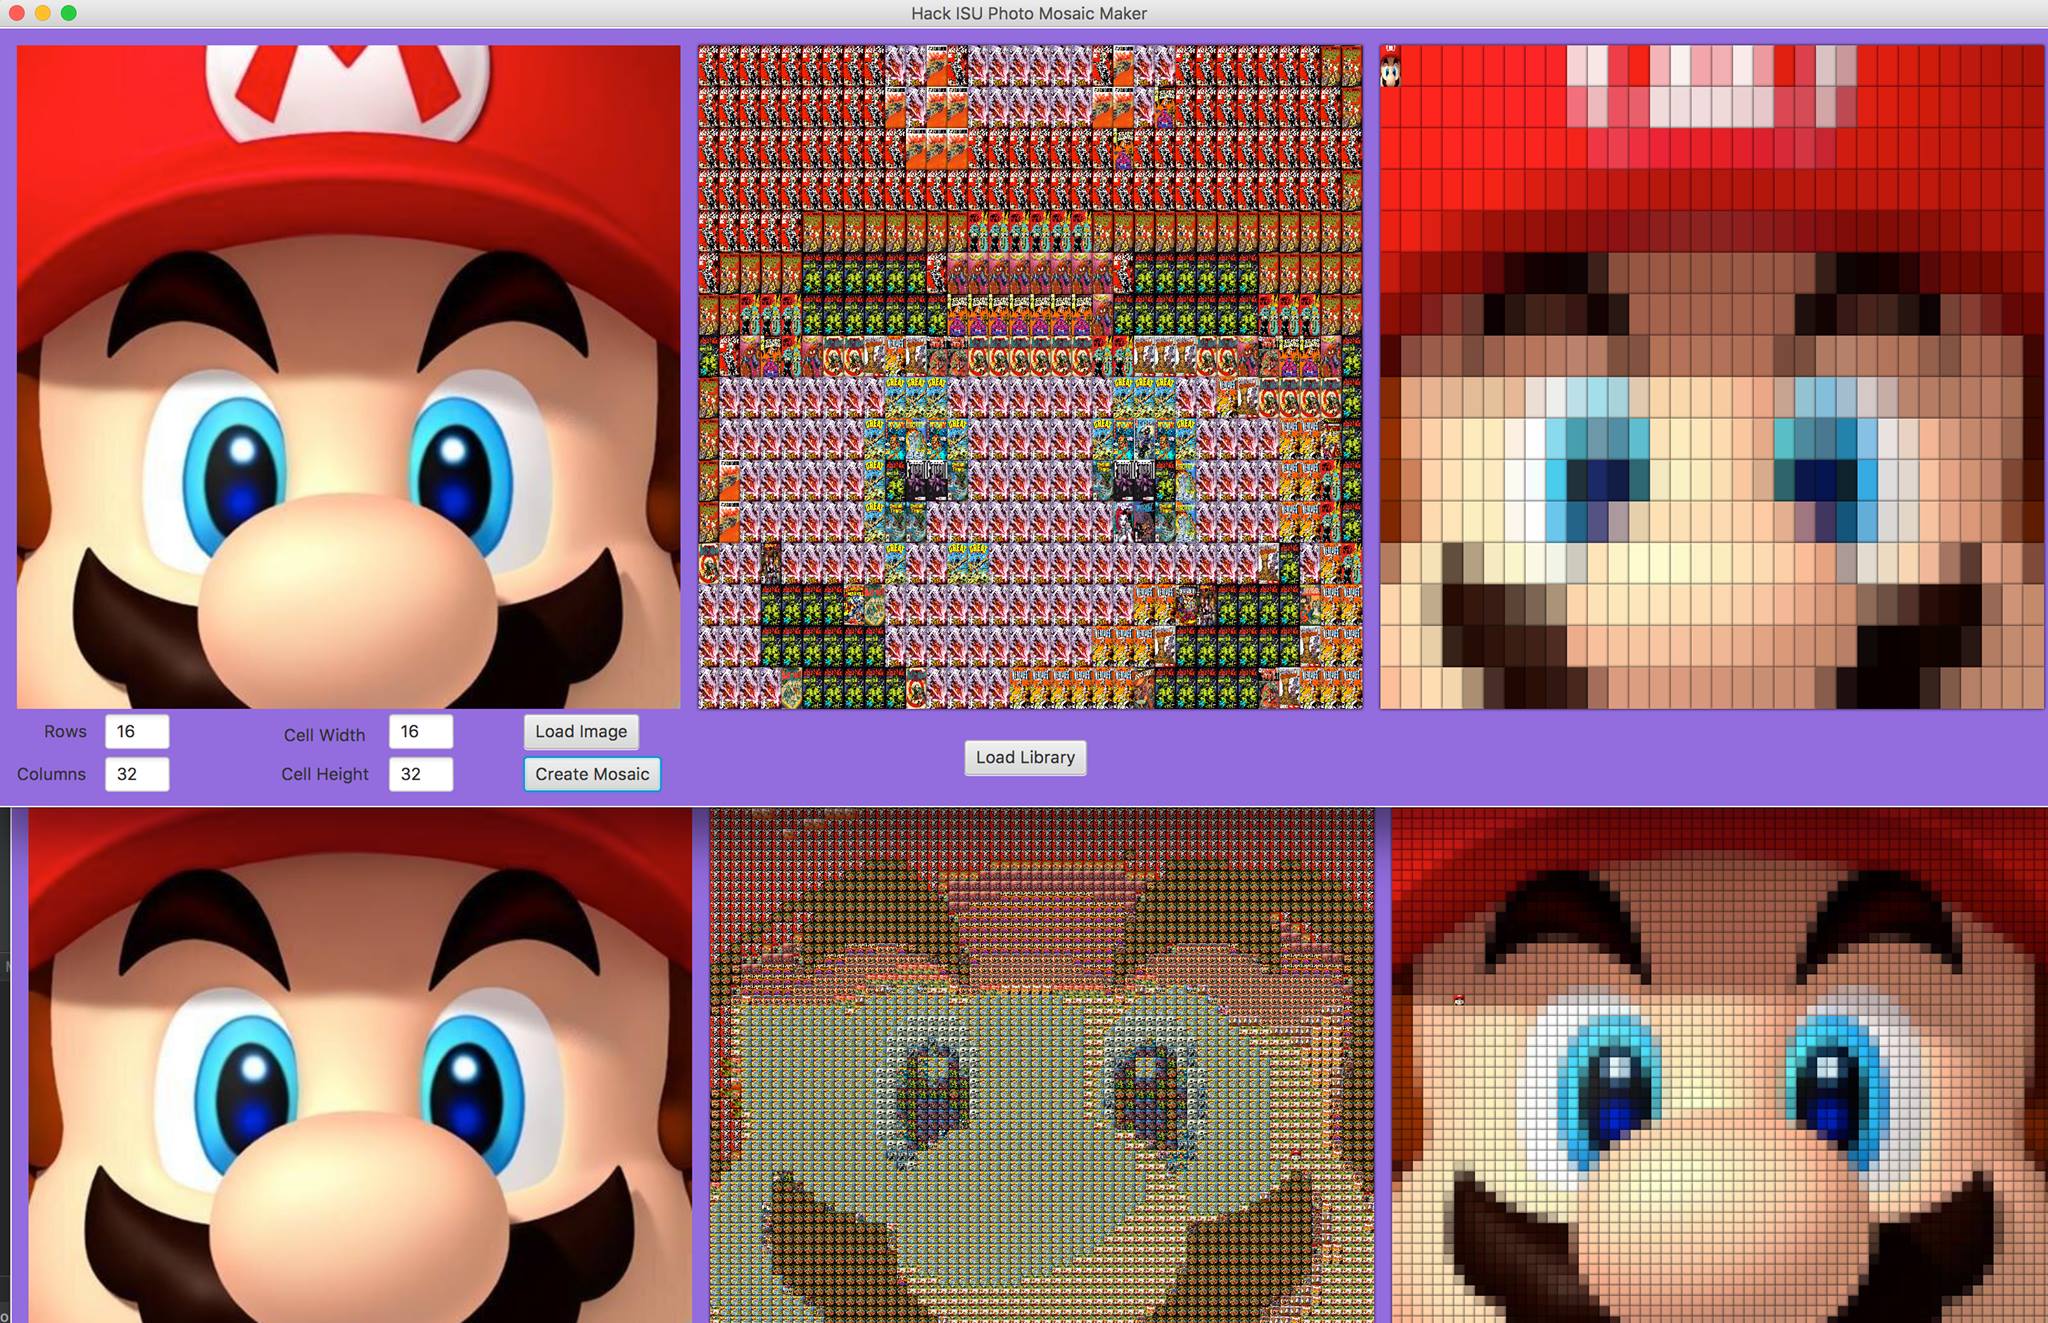 Hack ISU Photo Mosaic Maker
M
Rows 16 Cell Width 16 Load Image
Columns 32 Cell Height 32 Create Mosaic
Load Library